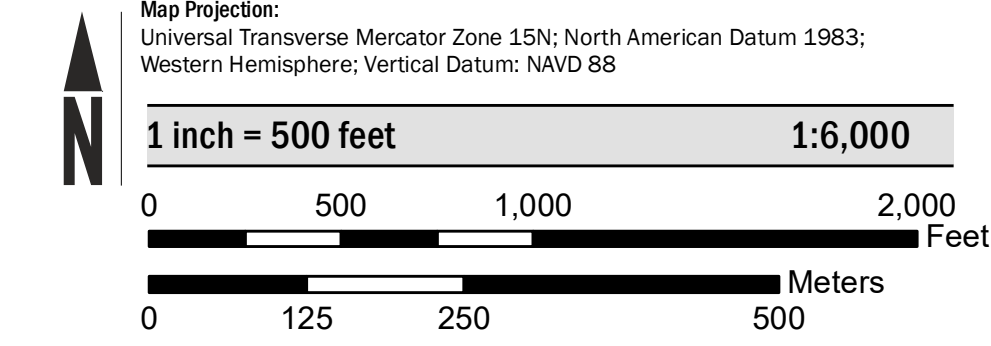 Map Projection:
Universal Transverse Mercator Zone 15N; North American Datum 1983;
Western Hemisphere; Vertical Datum: NAVD 88
N
1 inch = 500 feet 1:6,000
0 500 1,000 2,000
Feet
Meters
0 125 250 500